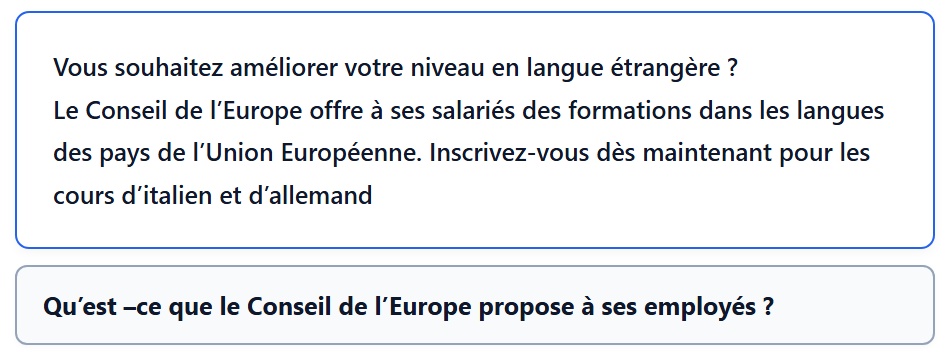 Vous souhaitez améliorer votre niveau en langue étrangère ?
Le Conseil de l’Europe offre à ses salariés des formations dans les langues
des pays de l’Union Européenne. Inscrivez-vous dès maintenant pour les
cours d’italien et d’allemand
Qu’est –ce que le Conseil de l’Europe propose à ses employés ?